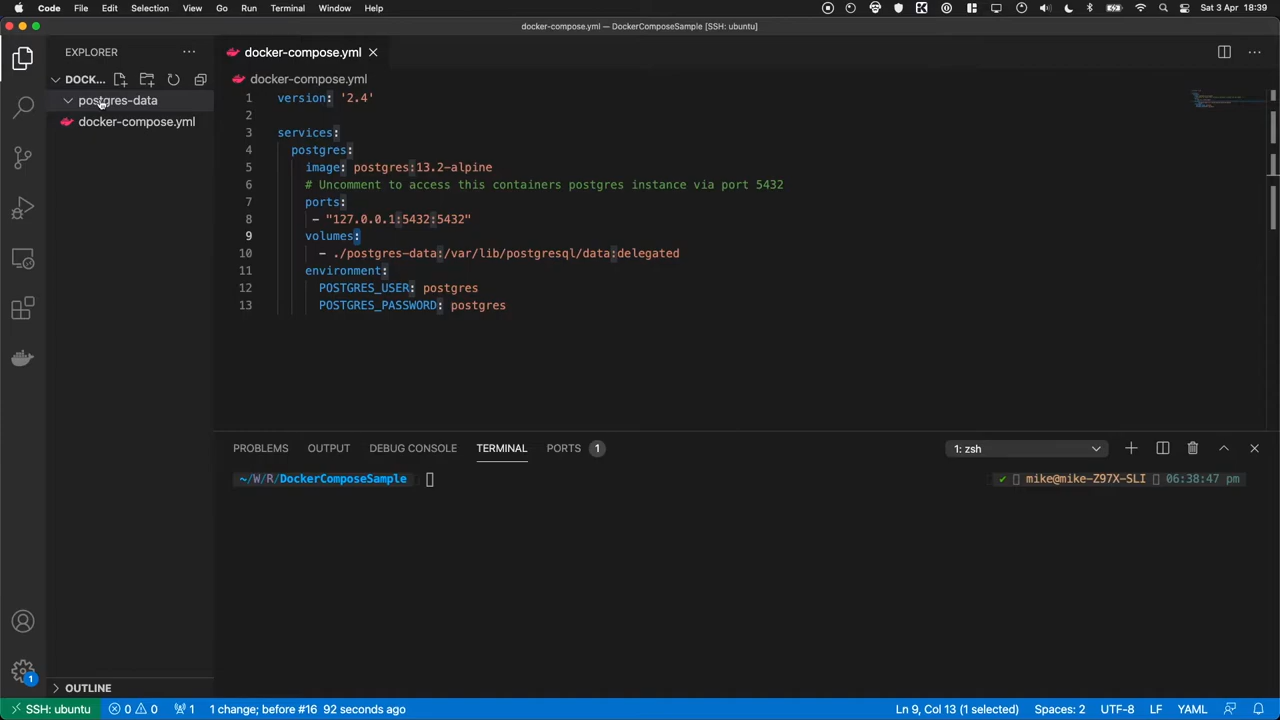 Code File Edit Selection View Go Run Terminal Window Help Sat 3 Apr 18:39
docker-compose.yml — DockerComposeSample [SSH: ubuntu]
EXPLORER
docker-compose.yml
DOCK...
docker-compose.yml
postgres-data
docker-compose.yml
1 version: '2.4'
2
3 services:
4 postgres:
5 image: postgres:13.2-alpine
6 # Uncomment to access this containers postgres instance via port 5432
7 ports:
8 - "127.0.0.1:5432:5432"
9 volumes:
10 - ./postgres-data:/var/lib/postgresql/data:delegated
11 environment:
12 POSTGRES_USER: postgres
13 POSTGRES_PASSWORD: postgres
PROBLEMS OUTPUT DEBUG CONSOLE TERMINAL PORTS 1 1: zsh
~/W/R/DockerComposeSample mike@mike-Z97X-SLI 06:38:47 pm
OUTLINE
1
SSH: ubuntu 0 0 1 1 change; before #16 92 seconds ago Ln 9, Col 13 (1 selected) Spaces: 2 UTF-8 LF YAML